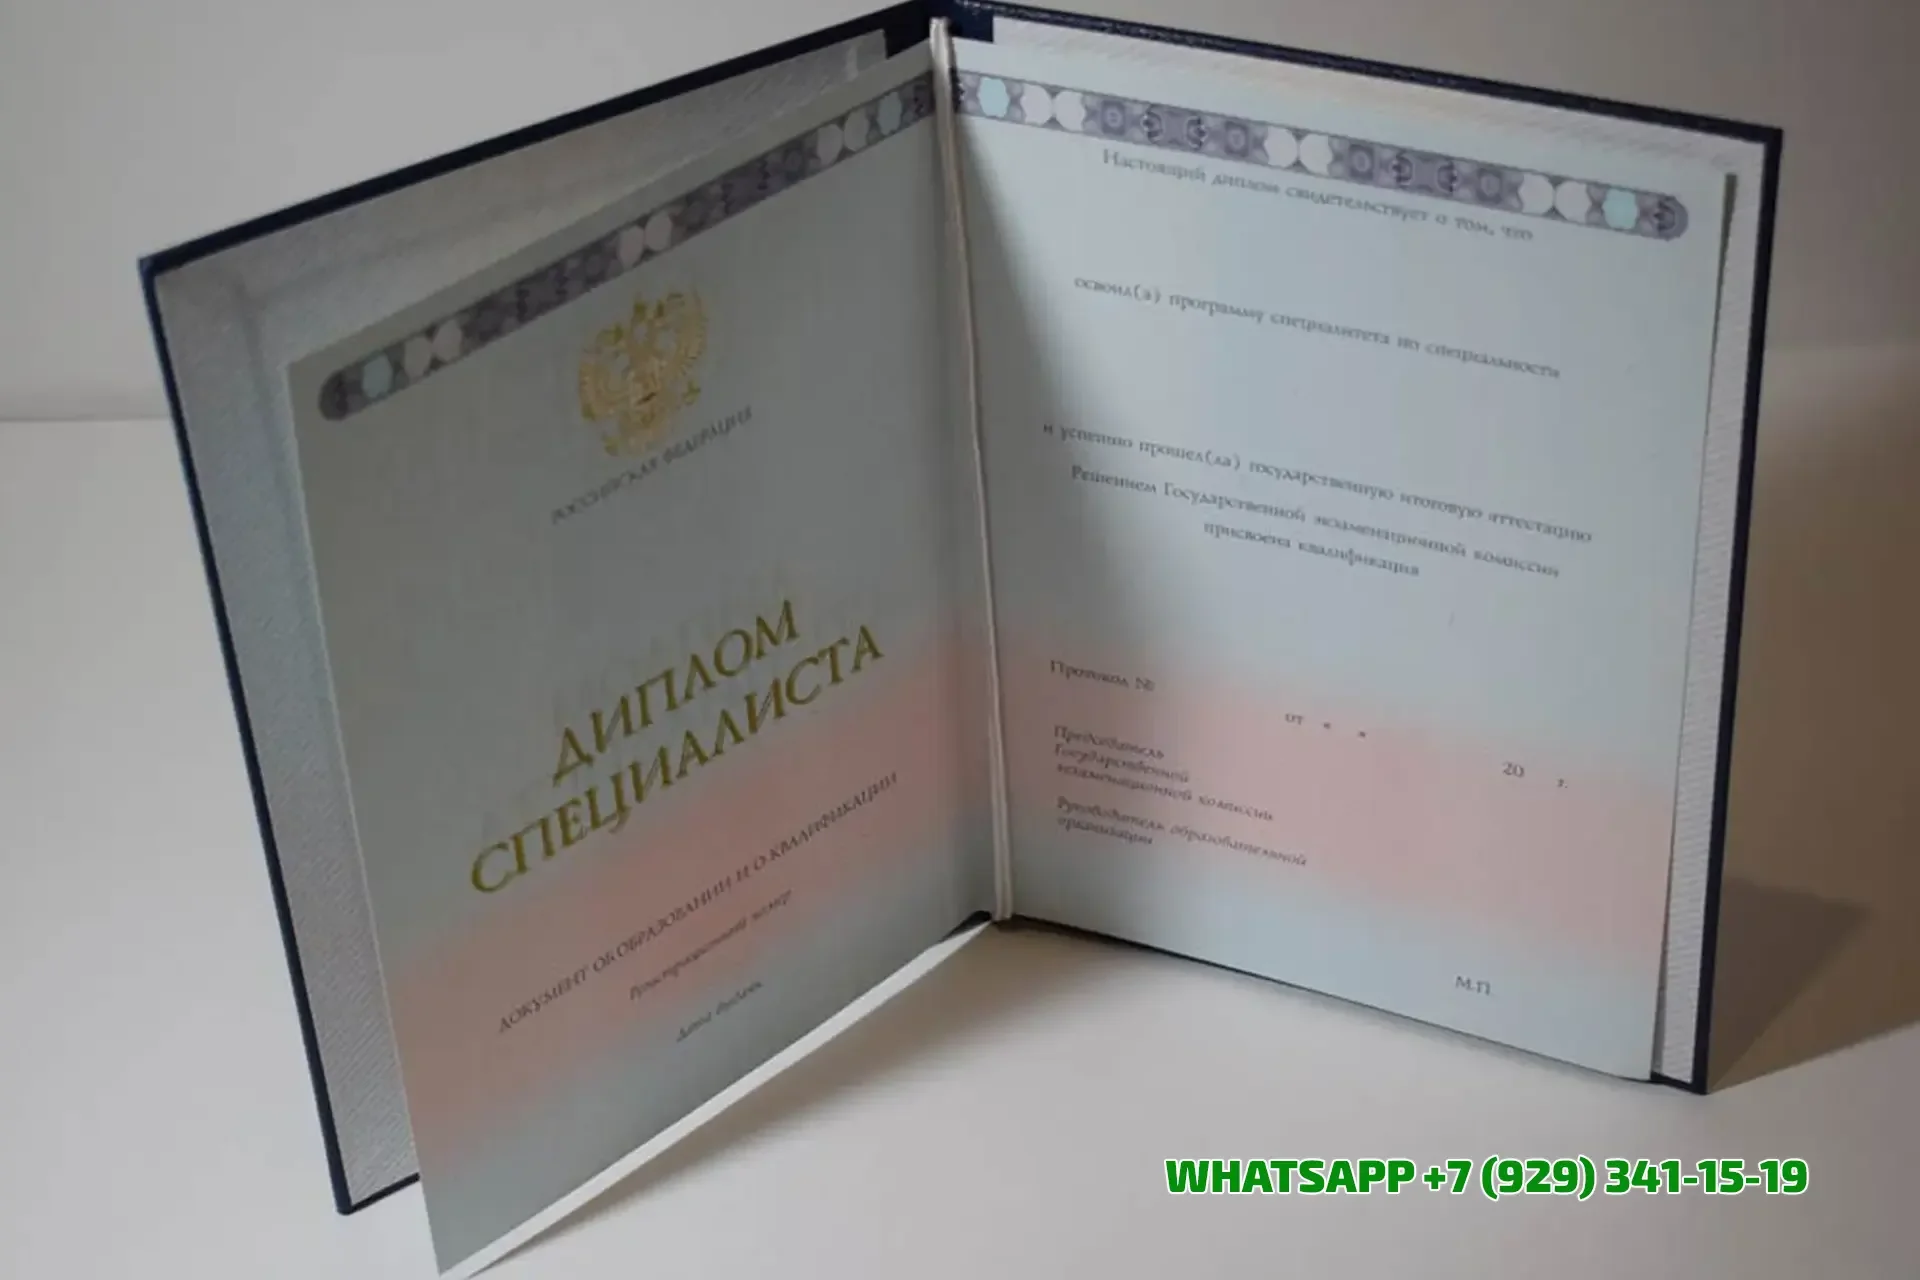 РОССИЙСКАЯ ФЕДЕРАЦИЯ
ДИПЛОМ
СПЕЦИАЛИСТА
ДОКУМЕНТ ОБ ОБРАЗОВАНИИ И О КВАЛИФИКАЦИИ
Регистрационный номер
Дата выдачи
Настоящий диплом свидетельствует о том, что
освоил(а) программу специалитета по специальности
и успешно прошел(ла) государственную итоговую аттестацию
Решением Государственной экзаменационной комиссии
присвоена квалификация
Протокол №
от « »
20 г.
Председатель
Государственной
экзаменационной комиссии
Руководитель образовательной
организации
М.П.
WHATSAPP +7 (929) 341-15-19